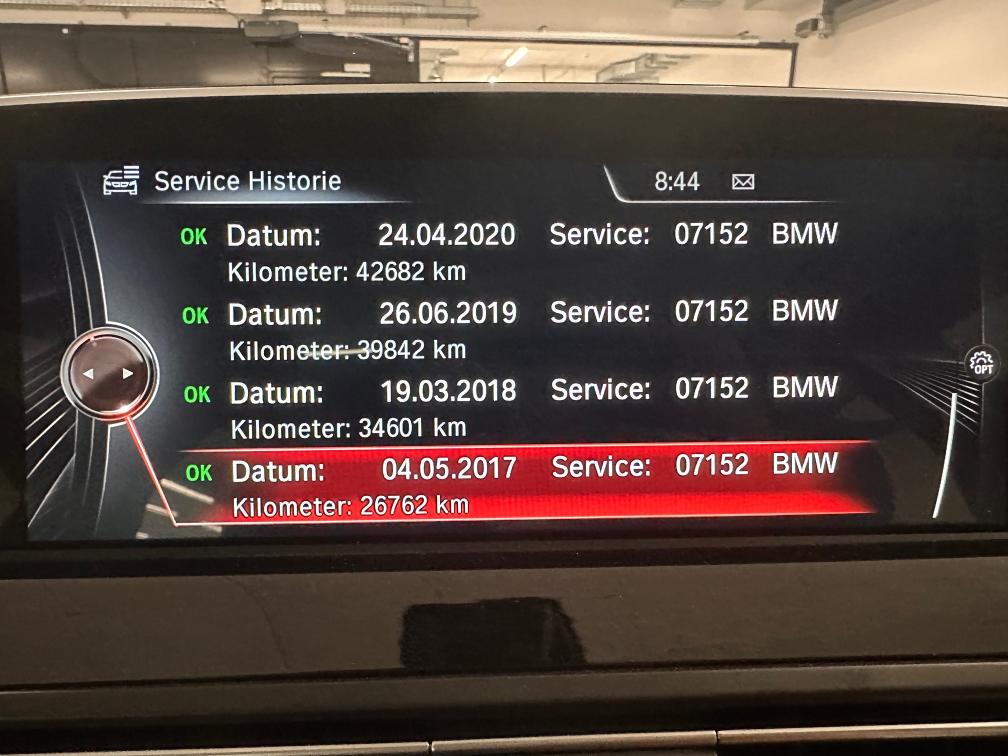 Service Historie 8:44
OK Datum: 24.04.2020 Service: 07152 BMW
Kilometer: 42682 km
OK Datum: 26.06.2019 Service: 07152 BMW
Kilometer: 39842 km
OK Datum: 19.03.2018 Service: 07152 BMW
Kilometer: 34601 km
OK Datum: 04.05.2017 Service: 07152 BMW
Kilometer: 26762 km
OPT